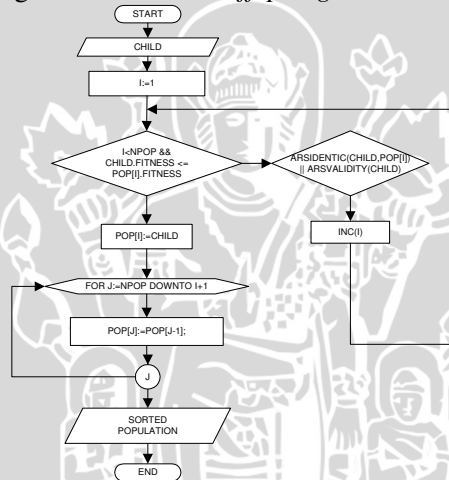 START
CHILD
I:=1
I<NPOP &&
CHILD.FITNESS <=
POP[I].FITNESS
ARSIDENTIC(CHILD,POP[I])
|| ARSVALIDITY(CHILD)
POP[I]:=CHILD
INC(I)
FOR J:=NPOP DOWNTO I+1
POP[J]:=POP[J-1];
J
SORTED
POPULATION
END